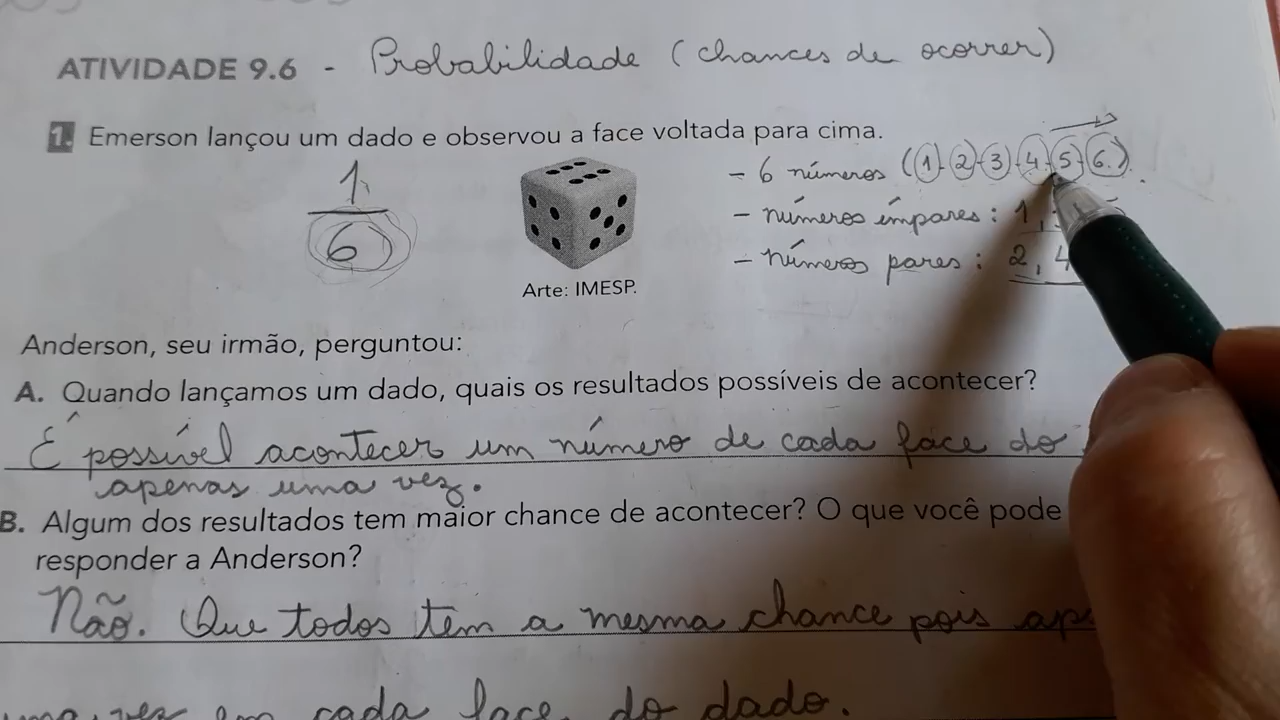 ATIVIDADE 9.6 - Probabilidade (chances de ocorrer)
1. Emerson lançou um dado e observou a face voltada para cima.
1
6
- 6 números (1-2-3-4-5-6).
- números ímpares: 1,
- números pares: 2, 4
Arte: IMESP.
Anderson, seu irmão, perguntou:
A. Quando lançamos um dado, quais os resultados possíveis de acontecer?
É possível acontecer um número de cada face do
apenas uma vez.
B. Algum dos resultados tem maior chance de acontecer? O que você pode
responder a Anderson?
Não. Que todos têm a mesma chance pois
uma vez em cada face do dado.